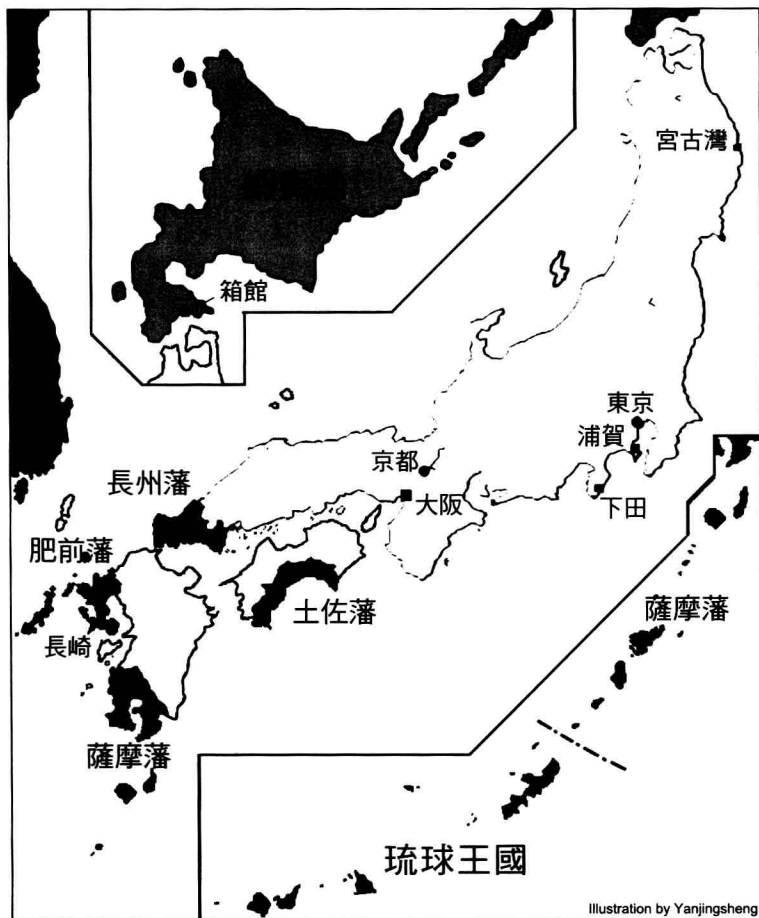 宮古灣
箱館
東京
浦賀
京都
長州藩
大阪
下田
肥前藩
土佐藩
薩摩藩
長崎
薩摩藩
琉球王國
Illustration by Yanjingsheng